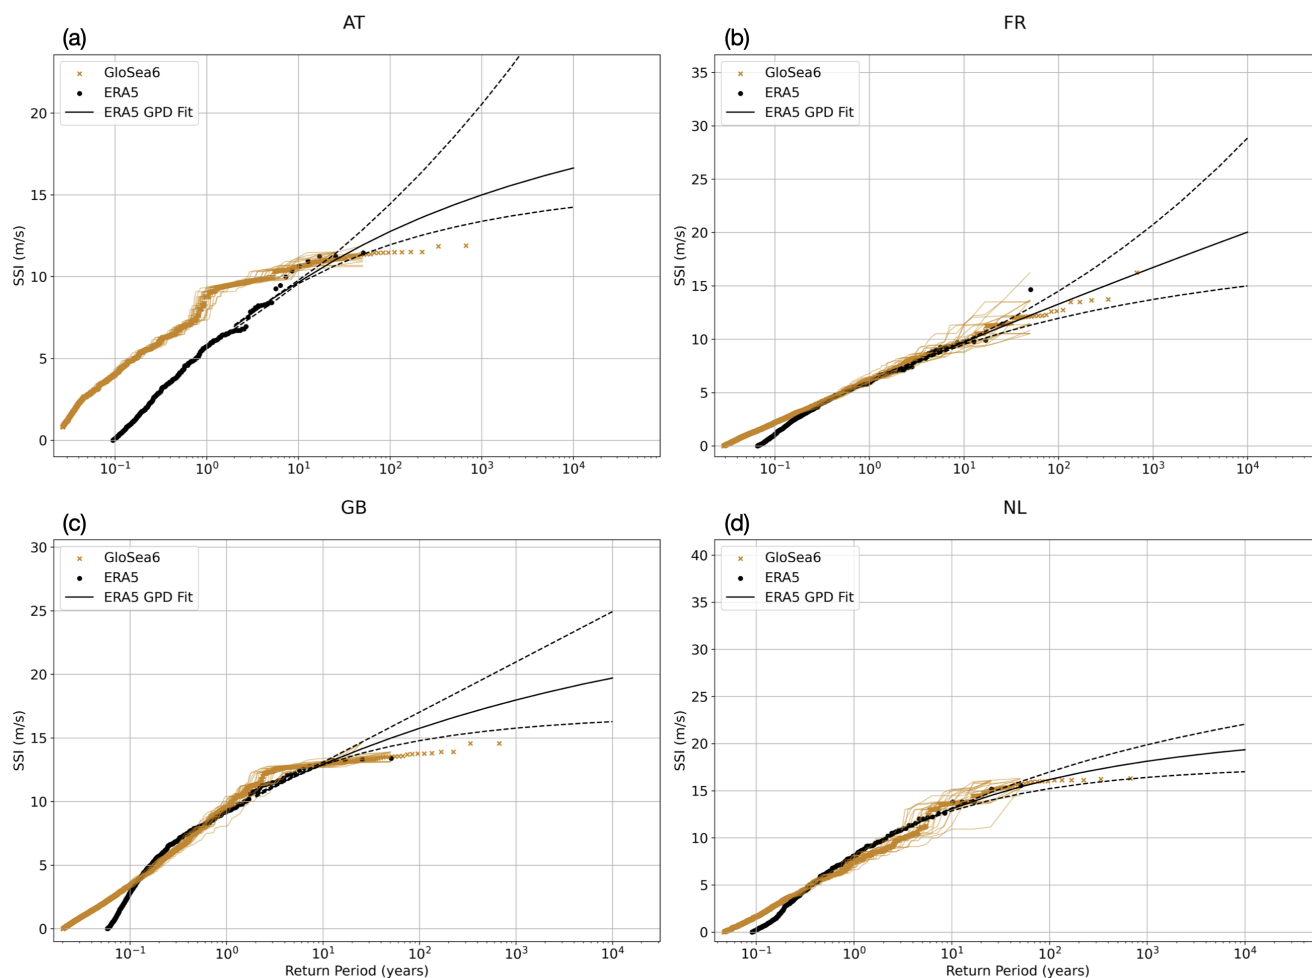 (a)
AT
GloSea6
ERA5
ERA5 GPD Fit
20
15
10
5
0
SSI (m/s)
10⁻¹
10⁰
10¹
10²
10³
10⁴
(b)
FR
GloSea6
ERA5
ERA5 GPD Fit
35
30
25
20
15
10
5
0
SSI (m/s)
10⁻¹
10⁰
10¹
10²
10³
10⁴
(c)
GB
GloSea6
ERA5
ERA5 GPD Fit
30
25
20
15
10
5
0
SSI (m/s)
10⁻¹
10⁰
10¹
10²
10³
10⁴
Return Period (years)
(d)
NL
GloSea6
ERA5
ERA5 GPD Fit
40
35
30
25
20
15
10
5
0
SSI (m/s)
10⁻¹
10⁰
10¹
10²
10³
10⁴
Return Period (years)